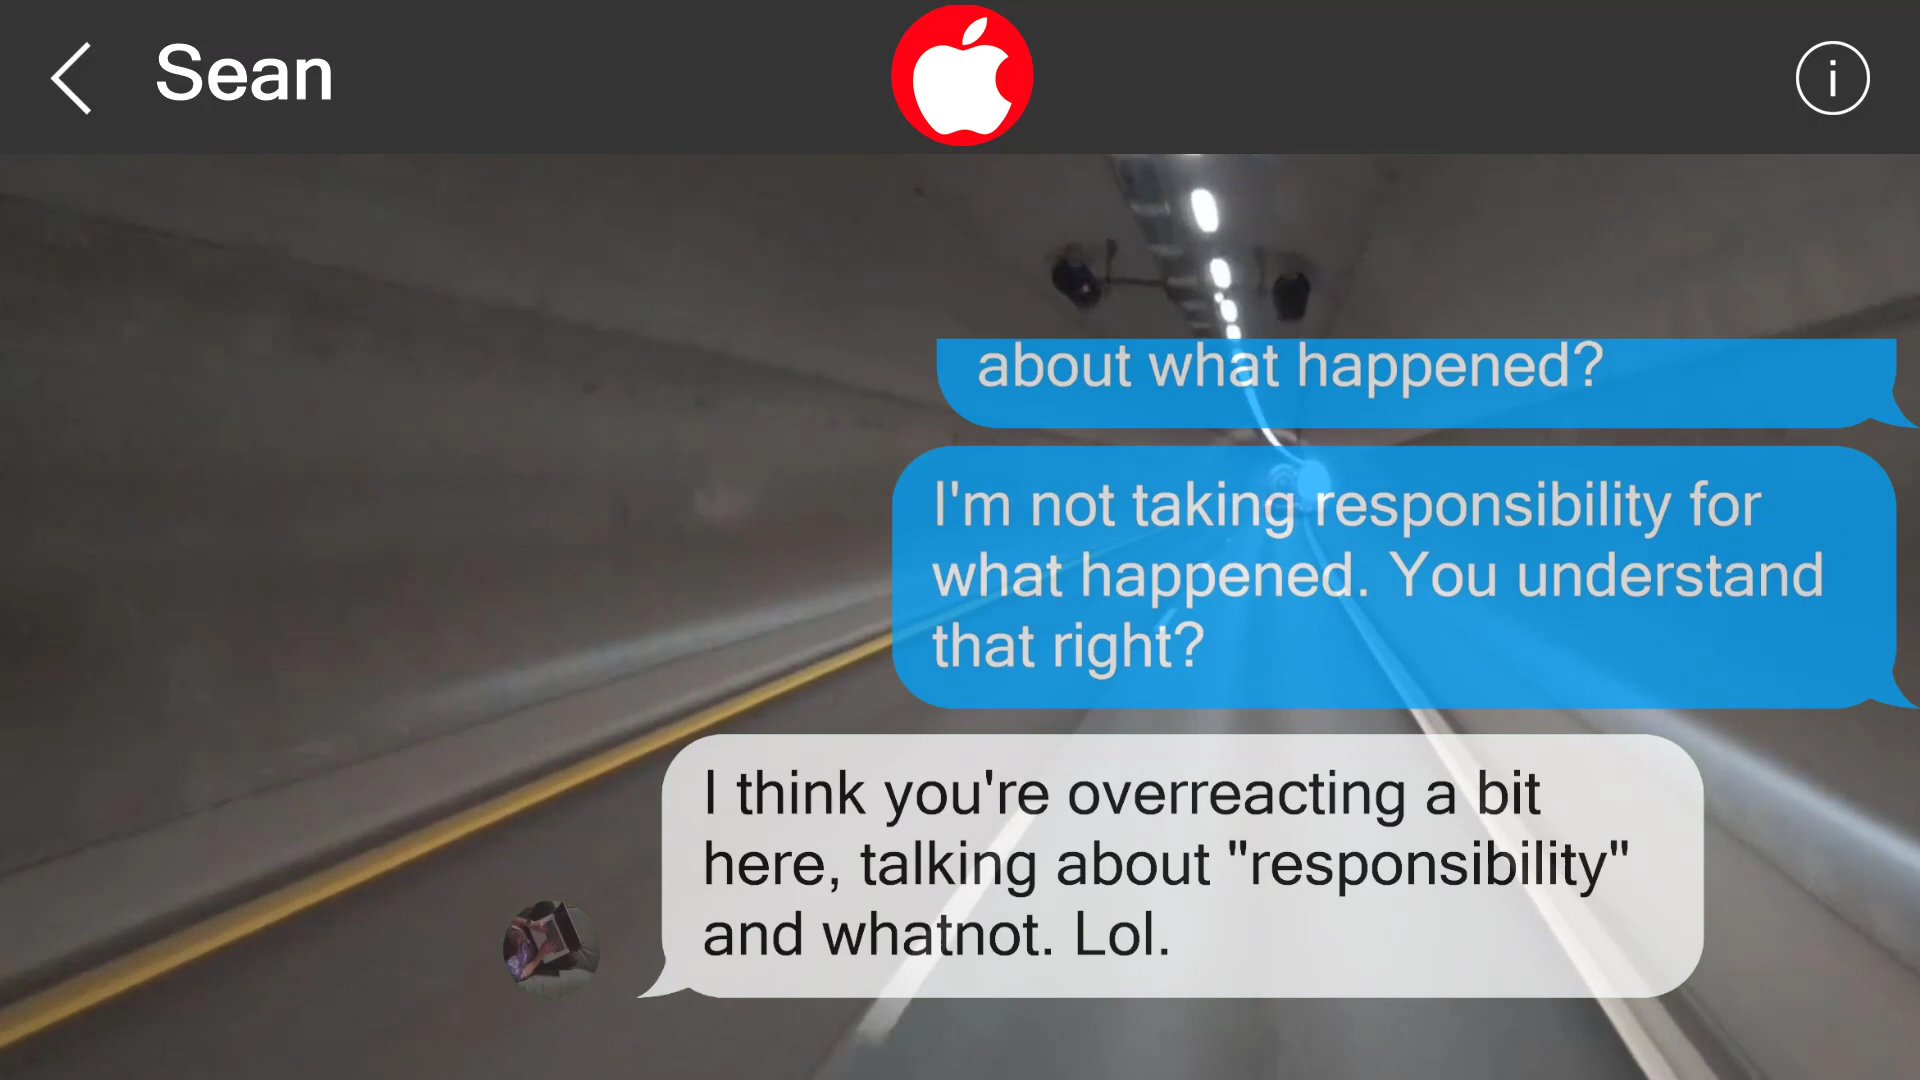 Sean
i
about what happened?
I'm not taking responsibility for
what happened. You understand
that right?
I think you're overreacting a bit
here, talking about "responsibility"
and whatnot. Lol.